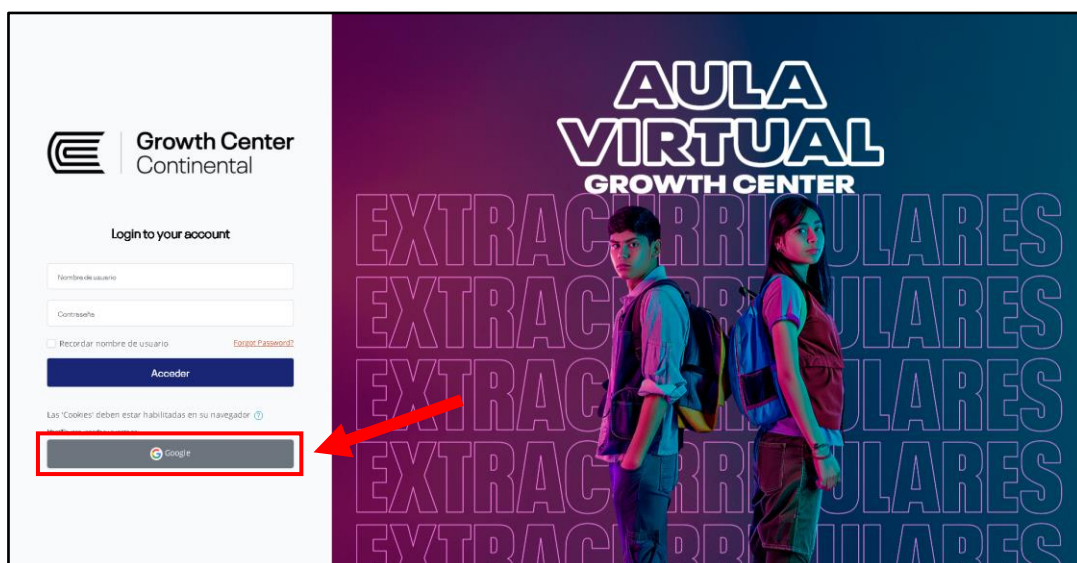 Growth Center
Continental
Login to your account
Nombre de usuario
Contraseña
Recordar nombre de usuario
Forgot Password?
Acceder
Las 'Cookies' deben estar habilitadas en su navegador
Google
AULA
VIRTUAL
GROWTH CENTER
EXTRACURRICULARES
EXTRACURRICULARES
EXTRACURRICULARES
EXTRACURRICULARES
EXTRACURRICULARES